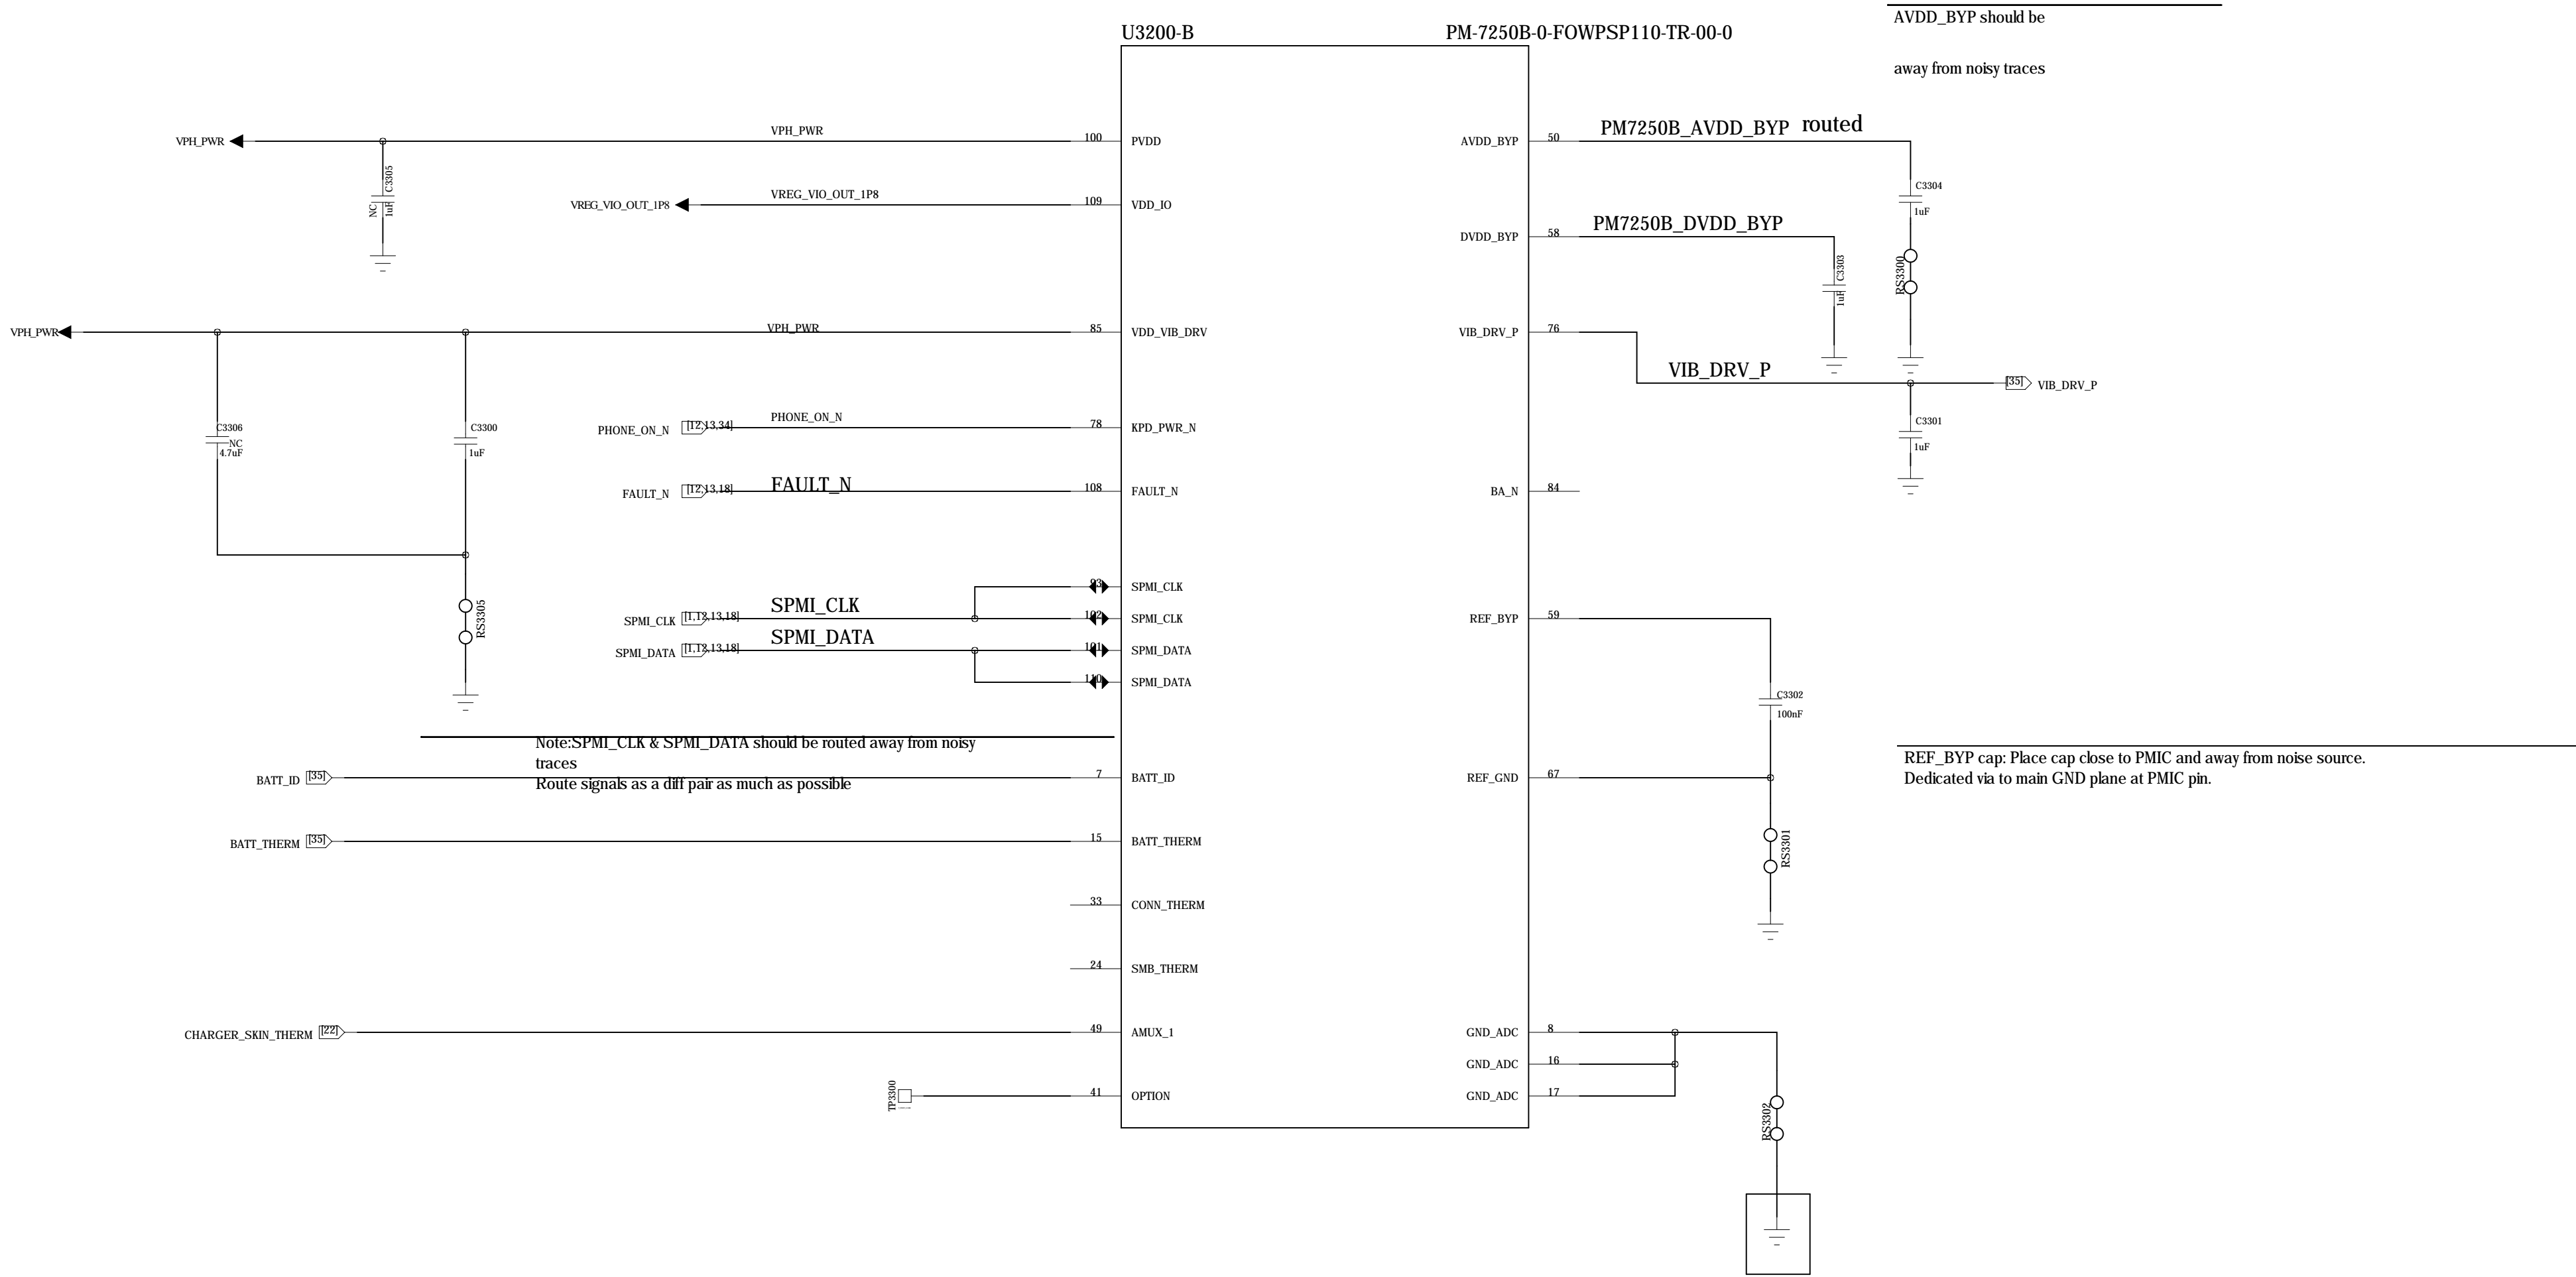 AVDD_BYP should be
U3200-B
PM-7250B-0-FOWPSP110-TR-00-0
away from noisy traces
VPH_PWR
VPH_PWR
100
PVDD
AVDD_BYP
50
PM7250B_AVDD_BYP
routed
C3305
NC
1uF
C3304
1uF
VREG_VIO_OUT_1P8
VREG_VIO_OUT_1P8
109
VDD_IO
DVDD_BYP
58
PM7250B_DVDD_BYP
C3303
1uF
RS3300
VPH_PWR
VPH_PWR
85
VDD_VIB_DRV
VIB_DRV_P
76
VIB_DRV_P
[35]
VIB_DRV_P
C3306
NC
4.7uF
C3300
1uF
PHONE_ON_N
[12,13,34]
PHONE_ON_N
78
KPD_PWR_N
C3301
1uF
FAULT_N
[12,13,18]
FAULT_N
108
FAULT_N
BA_N
84
93
SPMI_CLK
SPMI_CLK
[1,12,13,18]
SPMI_CLK
102
SPMI_CLK
REF_BYP
59
RS3305
SPMI_DATA
[1,12,13,18]
SPMI_DATA
101
SPMI_DATA
110
SPMI_DATA
C3302
100nF
Note:SPMI_CLK & SPMI_DATA should be routed away from noisy
traces
Route signals as a diff pair as much as possible
REF_BYP cap: Place cap close to PMIC and away from noise source.
Dedicated via to main GND plane at PMIC pin.
BATT_ID
[35]
7
BATT_ID
REF_GND
67
BATT_THERM
[35]
15
BATT_THERM
RS3301
33
CONN_THERM
24
SMB_THERM
CHARGER_SKIN_THERM
[22]
49
AMUX_1
GND_ADC
8
GND_ADC
16
TP3300
41
OPTION
GND_ADC
17
RS3302